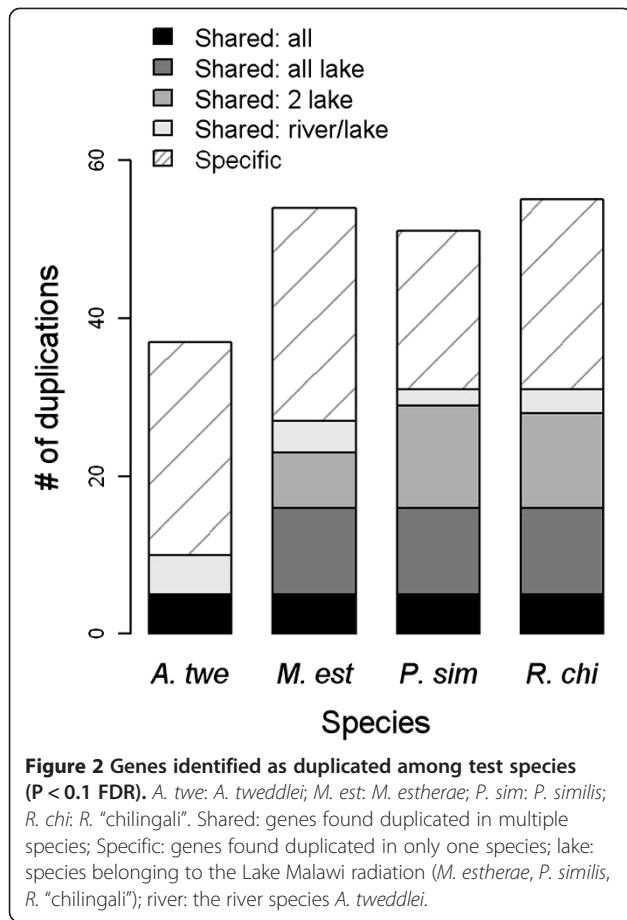 Shared: all
Shared: all lake
Shared: 2 lake
Shared: river/lake
Specific
60
40
20
0
# of duplications
A. twe M. est P. sim R. chi
Species
Figure 2 Genes identified as duplicated among test species
(P < 0.1 FDR). A. twe: A. tweddlei; M. est: M. estherae; P. sim: P. similis;
R. chi: R. “chilingali”. Shared: genes found duplicated in multiple
species; Specific: genes found duplicated in only one species; lake:
species belonging to the Lake Malawi radiation (M. estherae, P. similis,
R. “chilingali”); river: the river species A. tweddlei.